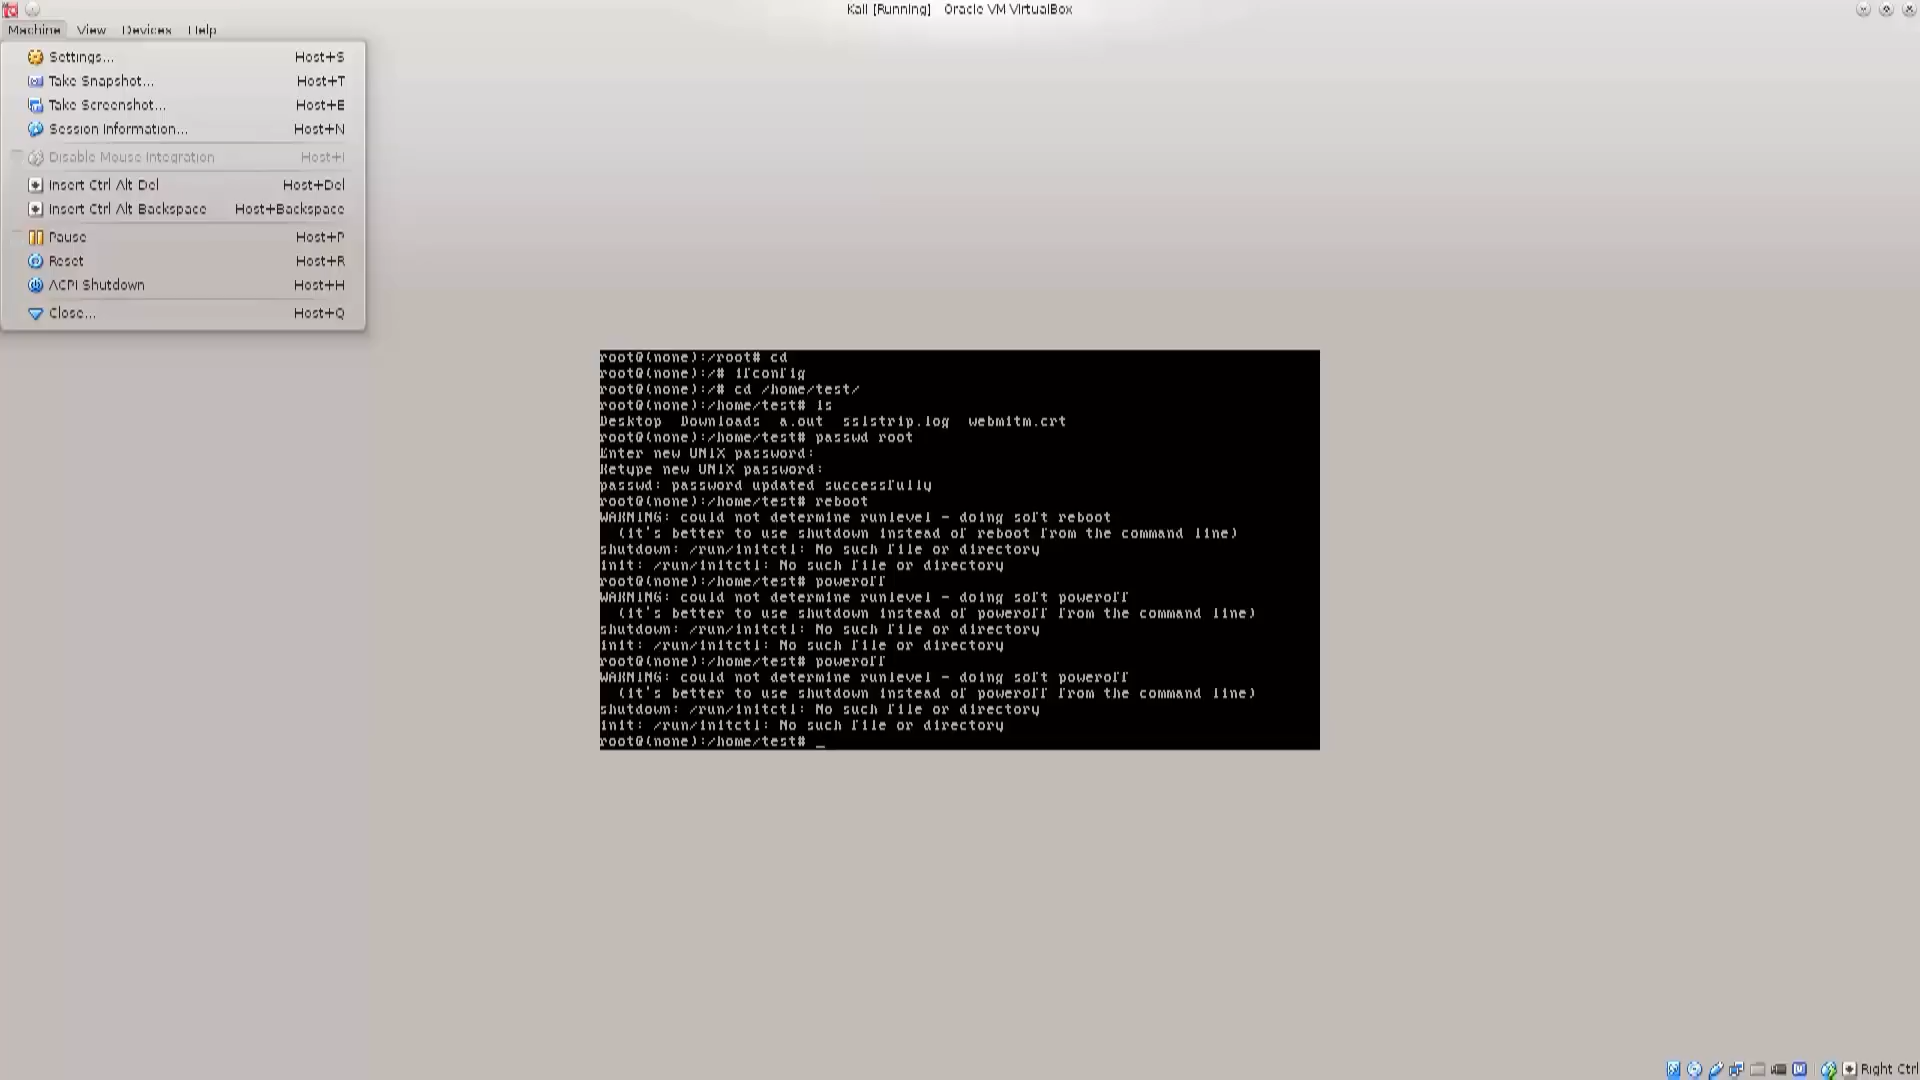 Kali [Running] Oracle VM VirtualBox
Machine View Devices Help
Settings... Host+S
Take Snapshot... Host+T
Take Screenshot... Host+E
Session Information... Host+N
Disable Mouse Integration Host+I
Insert Ctrl Alt Del Host+Del
Insert Ctrl Alt Backspace Host+Backspace
Pause Host+P
Reset Host+R
ACPI Shutdown Host+H
Close... Host+Q
root@(none):/root# cd
root@(none):/# ifconfig
root@(none):/# cd /home/test/
root@(none):/home/test# ls
Desktop Downloads a.out sslstrip.log webmitm.crt
root@(none):/home/test# passwd root
Enter new UNIX password:
Retype new UNIX password:
passwd: password updated successfully
root@(none):/home/test# reboot
WARNING: could not determine runlevel - doing soft reboot
(it's better to use shutdown instead of reboot from the command line)
shutdown: /run/initctl: No such file or directory
init: /run/initctl: No such file or directory
root@(none):/home/test# poweroff
WARNING: could not determine runlevel - doing soft poweroff
(it's better to use shutdown instead of poweroff from the command line)
shutdown: /run/initctl: No such file or directory
init: /run/initctl: No such file or directory
root@(none):/home/test# poweroff
WARNING: could not determine runlevel - doing soft poweroff
(it's better to use shutdown instead of poweroff from the command line)
shutdown: /run/initctl: No such file or directory
init: /run/initctl: No such file or directory
root@(none):/home/test# _
Right Ctrl